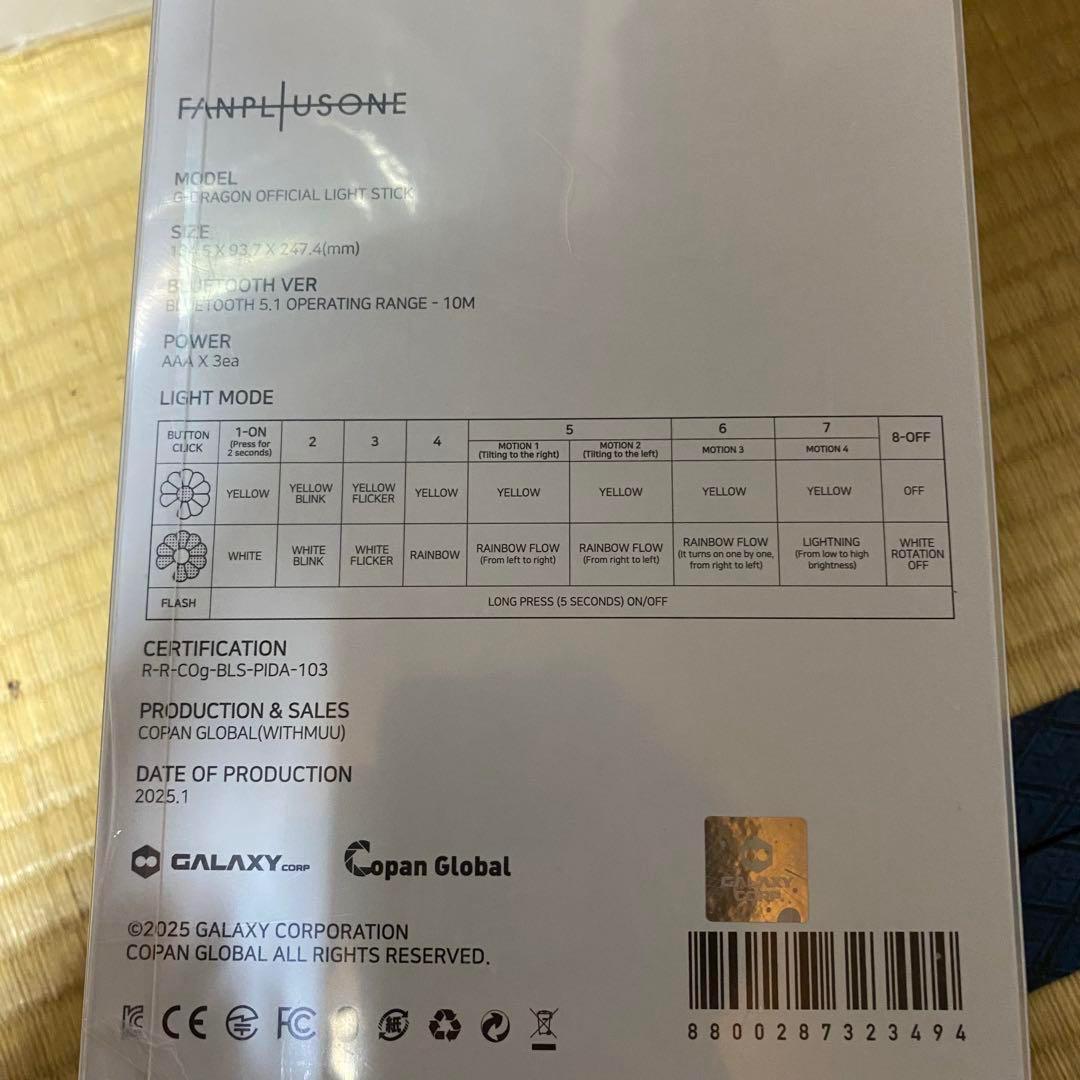 FANPLUSONE
MODEL
G-DRAGON OFFICIAL LIGHT STICK
SIZE
134.5 X 93.7 X 247.4(mm)
BLUETOOTH VER
BLUETOOTH 5.1 OPERATING RANGE - 10M
POWER
AAA X 3ea
LIGHT MODE
BUTTON CLICK 1-ON (Press for 2 seconds) 2 3 4 5 6 7 8-OFF
MOTION 1 (Tilting to the right) MOTION 2 (Tilting to the left) MOTION 3 MOTION 4
YELLOW YELLOW BLINK YELLOW FLICKER YELLOW YELLOW YELLOW YELLOW YELLOW OFF
WHITE WHITE BLINK WHITE FLICKER RAINBOW RAINBOW FLOW (From left to right) RAINBOW FLOW (From right to left) RAINBOW FLOW (It turns on one by one, from right to left) LIGHTNING (From low to high brightness) WHITE ROTATION OFF
FLASH LONG PRESS (5 SECONDS) ON/OFF
CERTIFICATION
R-R-COg-BLS-PIDA-103
PRODUCTION & SALES
COPAN GLOBAL(WITHMUU)
DATE OF PRODUCTION
2025.1
GALAXY CORP Copan Global
GALAXY
CORP
©2025 GALAXY CORPORATION
COPAN GLOBAL ALL RIGHTS RESERVED.
CE FC 紙
8800287323494